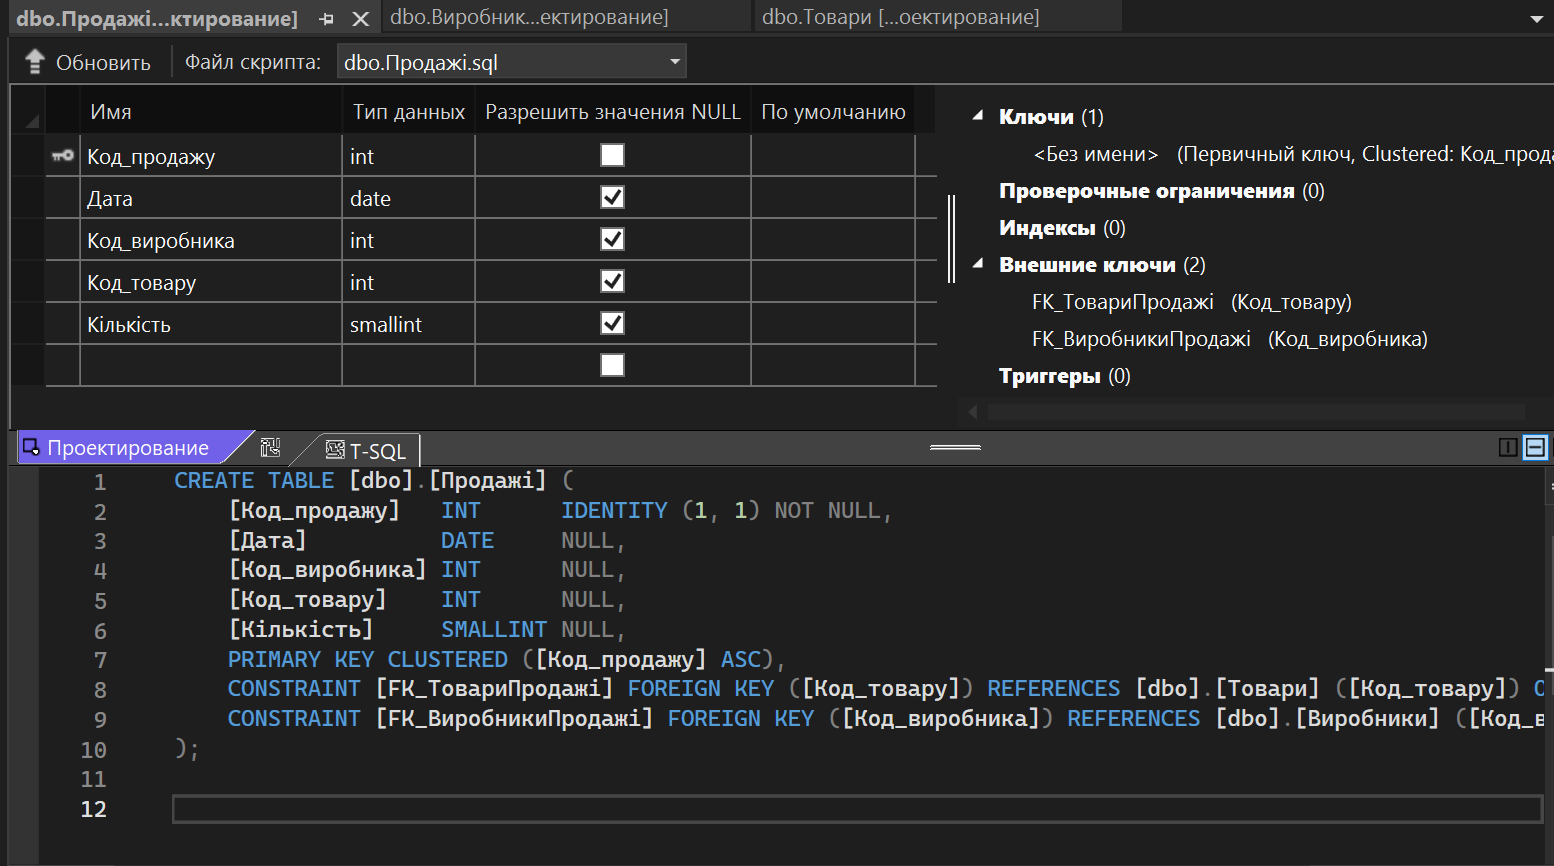 dbo.Продажі...ктирование] dbo.Виробник...ектирование] dbo.Товари [...оектирование]
Обновить Файл скрипта: dbo.Продажі.sql
Имя Тип данных Разрешить значения NULL По умолчанию
Код_продажу int
Дата date
Код_виробника int
Код_товару int
Кількість smallint
Ключи (1)
<Без имени> (Первичный ключ, Clustered: Код_прода
Проверочные ограничения (0)
Индексы (0)
Внешние ключи (2)
FK_ТовариПродажі (Код_товару)
FK_ВиробникиПродажі (Код_виробника)
Триггеры (0)
Проектирование T-SQL
1 CREATE TABLE [dbo].[Продажі] (
2 [Код_продажу] INT IDENTITY (1, 1) NOT NULL,
3 [Дата] DATE NULL,
4 [Код_виробника] INT NULL,
5 [Код_товару] INT NULL,
6 [Кількість] SMALLINT NULL,
7 PRIMARY KEY CLUSTERED ([Код_продажу] ASC),
8 CONSTRAINT [FK_ТовариПродажі] FOREIGN KEY ([Код_товару]) REFERENCES [dbo].[Товари] ([Код_товару])
9 CONSTRAINT [FK_ВиробникиПродажі] FOREIGN KEY ([Код_виробника]) REFERENCES [dbo].[Виробники] ([Код_в
10 );
11
12